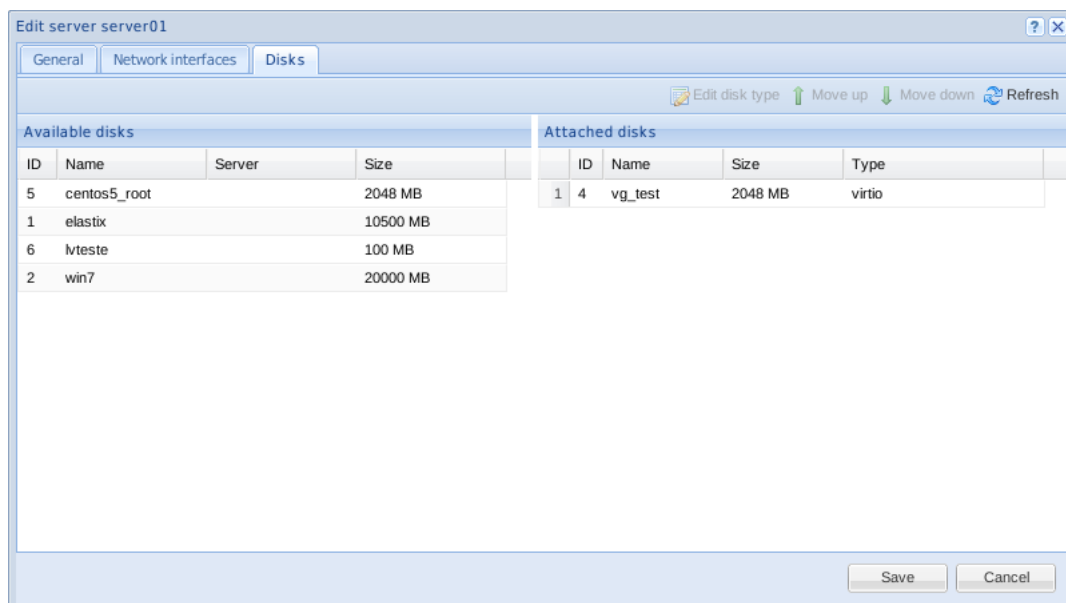 Edit server server01
General Network interfaces Disks
Edit disk type Move up Move down Refresh
Available disks
ID Name Server Size
5 centos5_root 2048 MB
1 elastix 10500 MB
6 lvteste 100 MB
2 win7 20000 MB
Attached disks
ID Name Size Type
1 4 vg_test 2048 MB virtio
Save Cancel